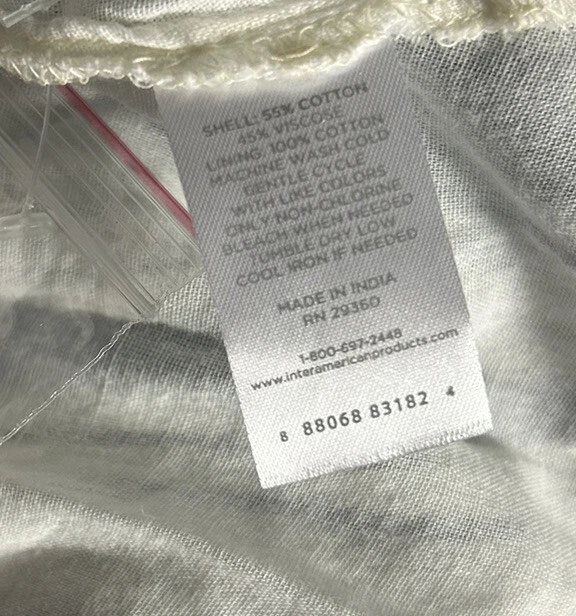 SHELL: 55% COTTON
45% VISCOSE
LINING: 100% COTTON
MACHINE WASH COLD
GENTLE CYCLE
WITH LIKE COLORS
ONLY NON-CHLORINE
BLEACH WHEN NEEDED
TUMBLE DRY LOW
COOL IRON IF NEEDED
MADE IN INDIA
RN 29360
1-800-697-2448
www.interamericanproducts.com
8 88068 83182 4